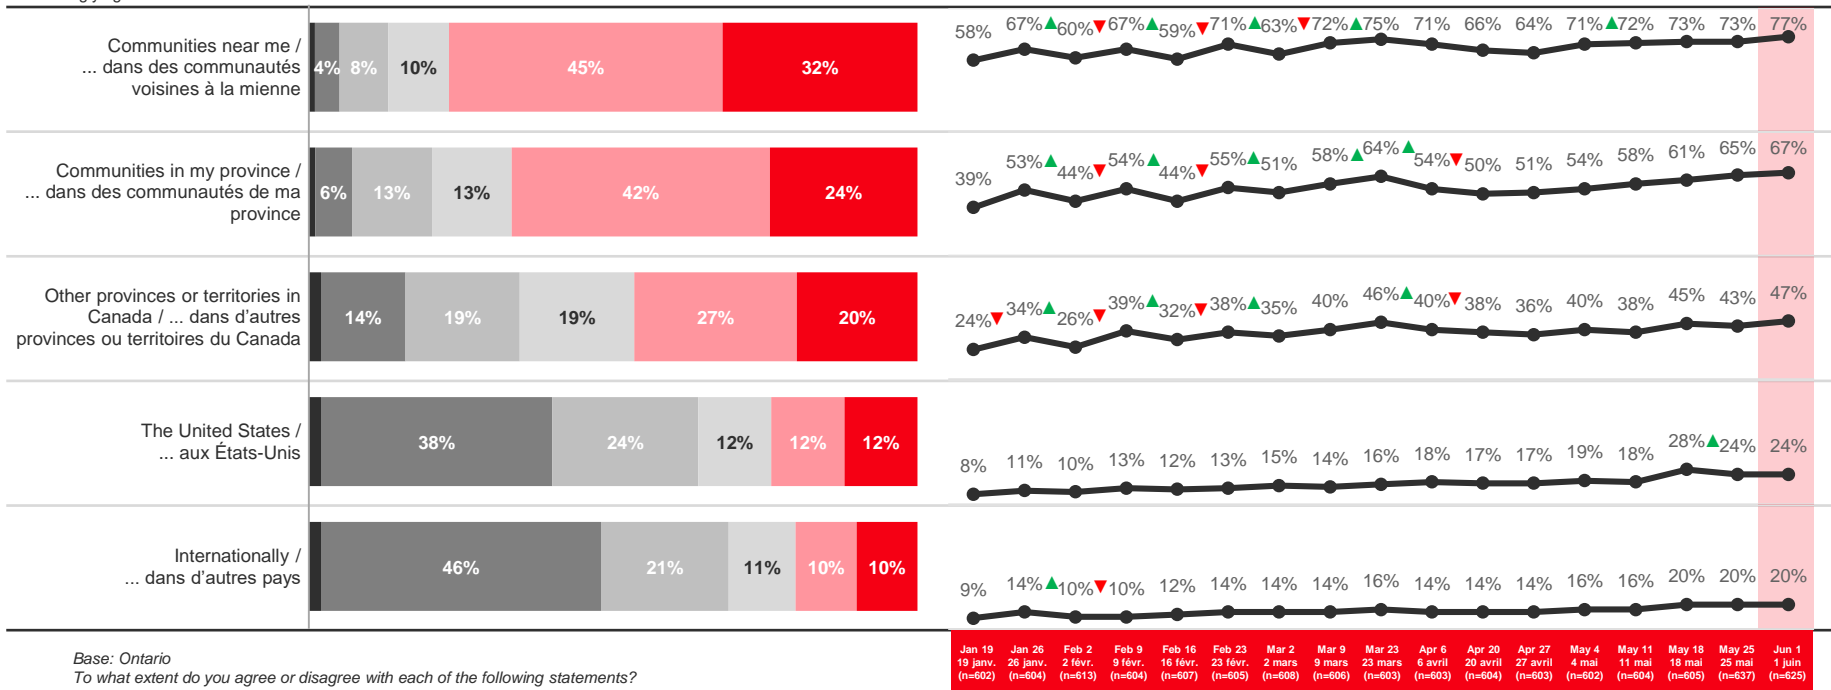 Communities near me /
... dans des communautés
voisines à la mienne
4% 8% 10% 45% 32%
58% 67% 60% 67% 59% 71% 63% 72% 75% 71% 66% 64% 71% 72% 73% 73% 77%
Communities in my province /
... dans des communautés de ma
province
6% 13% 13% 42% 24%
39% 53% 44% 54% 44% 55% 51% 58% 64% 54% 50% 51% 54% 58% 61% 65% 67%
Other provinces or territories in
Canada / ... dans d'autres
provinces ou territoires du Canada
14% 19% 19% 27% 20%
24% 34% 26% 39% 32% 38% 35% 40% 46% 40% 38% 36% 40% 38% 45% 43% 47%
The United States /
... aux États-Unis
38% 24% 12% 12% 12%
8% 11% 10% 13% 12% 13% 15% 14% 16% 18% 17% 17% 19% 18% 28% 24% 24%
Internationally /
... dans d'autres pays
46% 21% 11% 10% 10%
9% 14% 10% 10% 12% 14% 14% 14% 16% 14% 14% 14% 16% 16% 20% 20% 20%
Jan 19 Jan 26 Feb 2 Feb 9 Feb 16 Feb 23 Mar 2 Mar 9 Mar 23 Apr 6 Apr 20 Apr 27 May 4 May 11 May 18 May 25 Jun 1
19 janv. 26 janv. 2 févr. 9 févr. 16 févr. 23 févr. 2 mars 9 mars 23 mars 6 avril 20 avril 27 avril 4 mai 11 mai 18 mai 25 mai 1 juin
(n=602) (n=604) (n=613) (n=604) (n=607) (n=605) (n=608) (n=606) (n=603) (n=603) (n=604) (n=603) (n=602) (n=604) (n=605) (n=637) (n=625)
Base: Ontario
To what extent do you agree or disagree with each of the following statements?